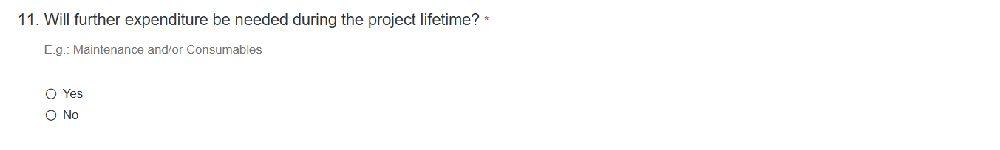 11. Will further expenditure be needed during the project lifetime? *
E.g.: Maintenance and/or Consumables
Yes
No